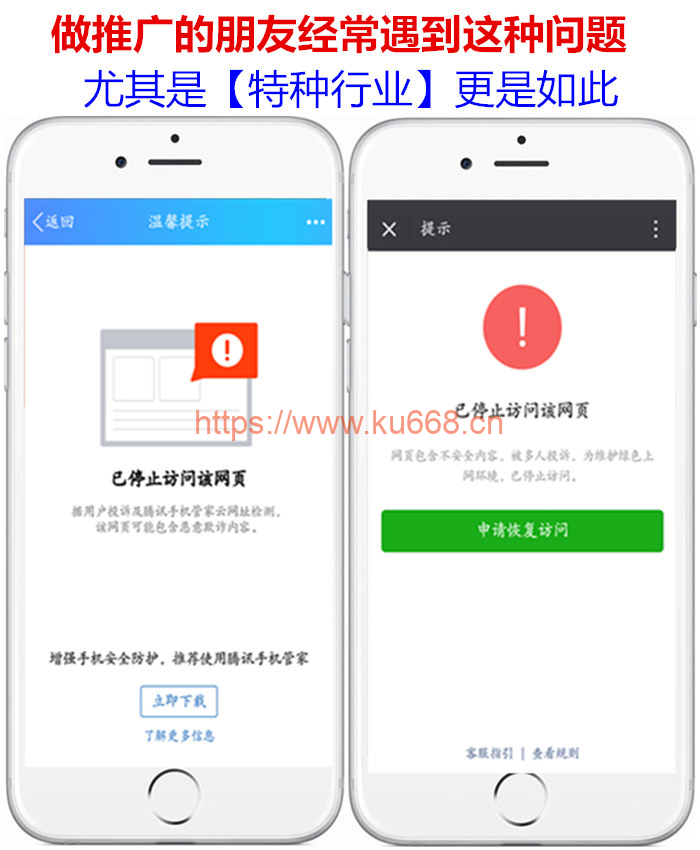 做推广的朋友经常遇到这种问题
尤其是【特种行业】更是如此
返回
温馨提示
•••
已停止访问该网页
据用户投诉及腾讯手机管家云网址检测，
该网页可能包含恶意欺诈内容。
增强手机安全防护，推荐使用腾讯手机管家
立即下载
了解更多信息
提示
已停止访问该网页
网页包含不安全内容，被多人投诉，为维护绿色上
网环境，已停止访问。
申请恢复访问
客服指引 | 查看规则
https://www.ku668.cn